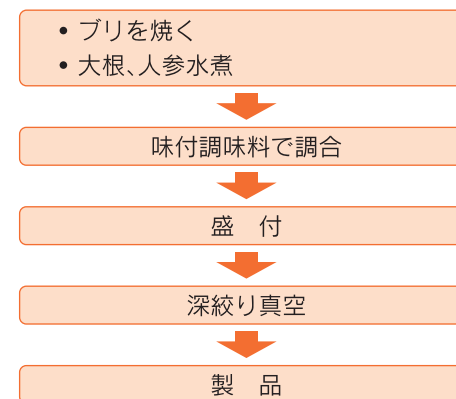 • ブリを焼く
• 大根、人参水煮
味付調味料で調合
盛　付
深絞り真空
製　品